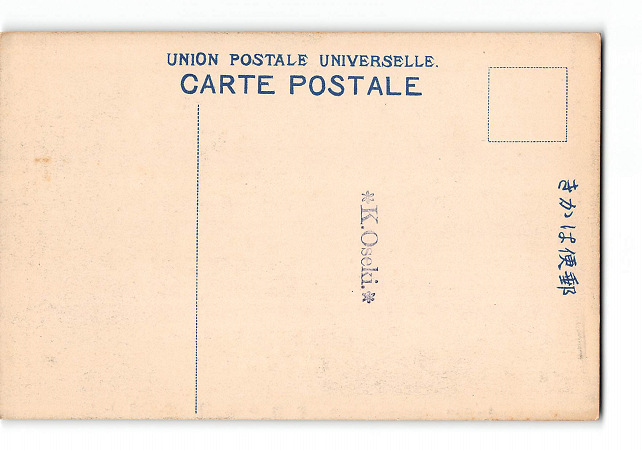 UNION POSTALE UNIVERSELLE.
CARTE POSTALE
きかは便郵
*K. Oseki.*